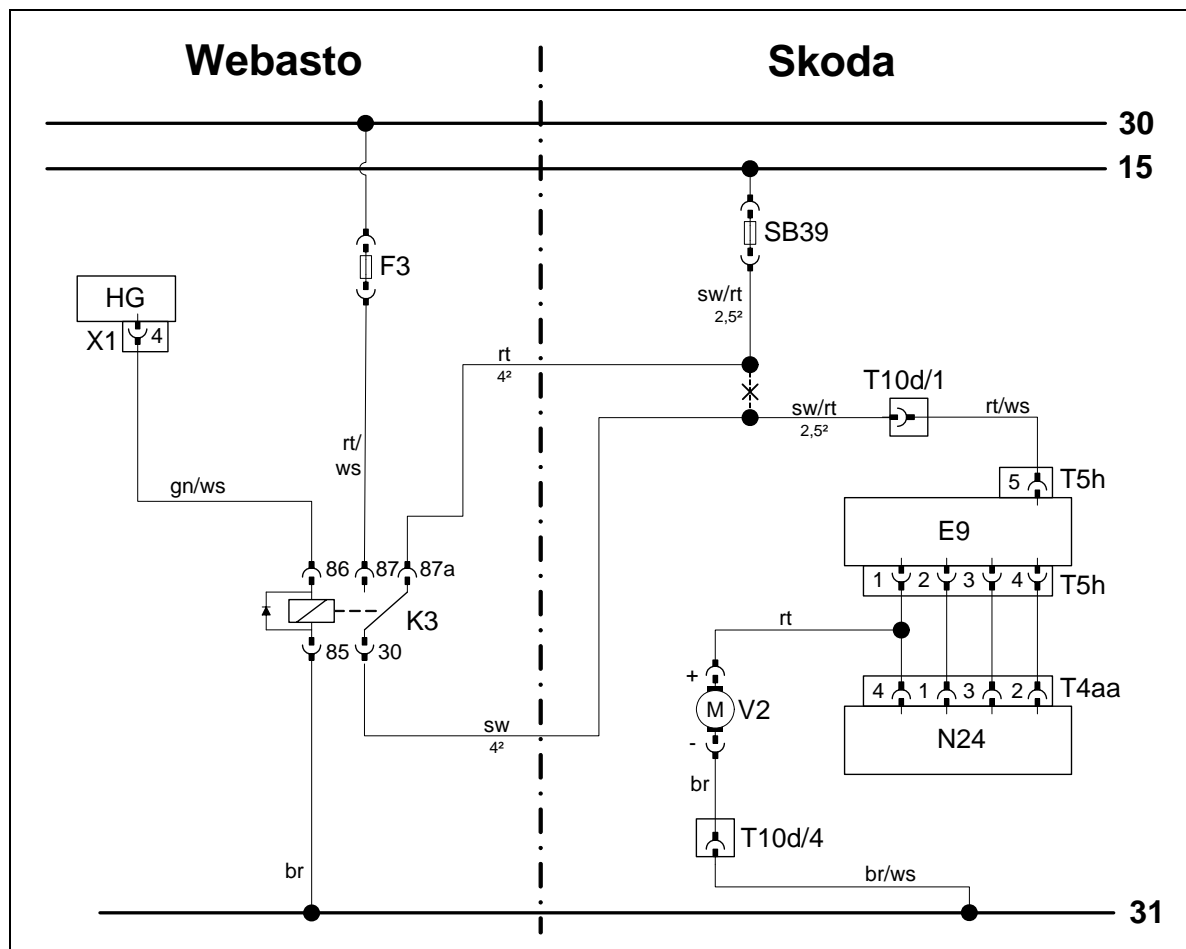 Webasto
Skoda
30
15
SB39
F3
HG
X1
4
sw/rt
2,5²
rt
4²
T10d/1
sw/rt
2,5²
rt/ws
rt/
ws
gn/ws
5
T5h
E9
86
87
87a
1
2
3
4
T5h
K3
85
30
rt
+
M
V2
-
4
1
3
2
T4aa
N24
sw
4²
br
T10d/4
br
br/ws
31